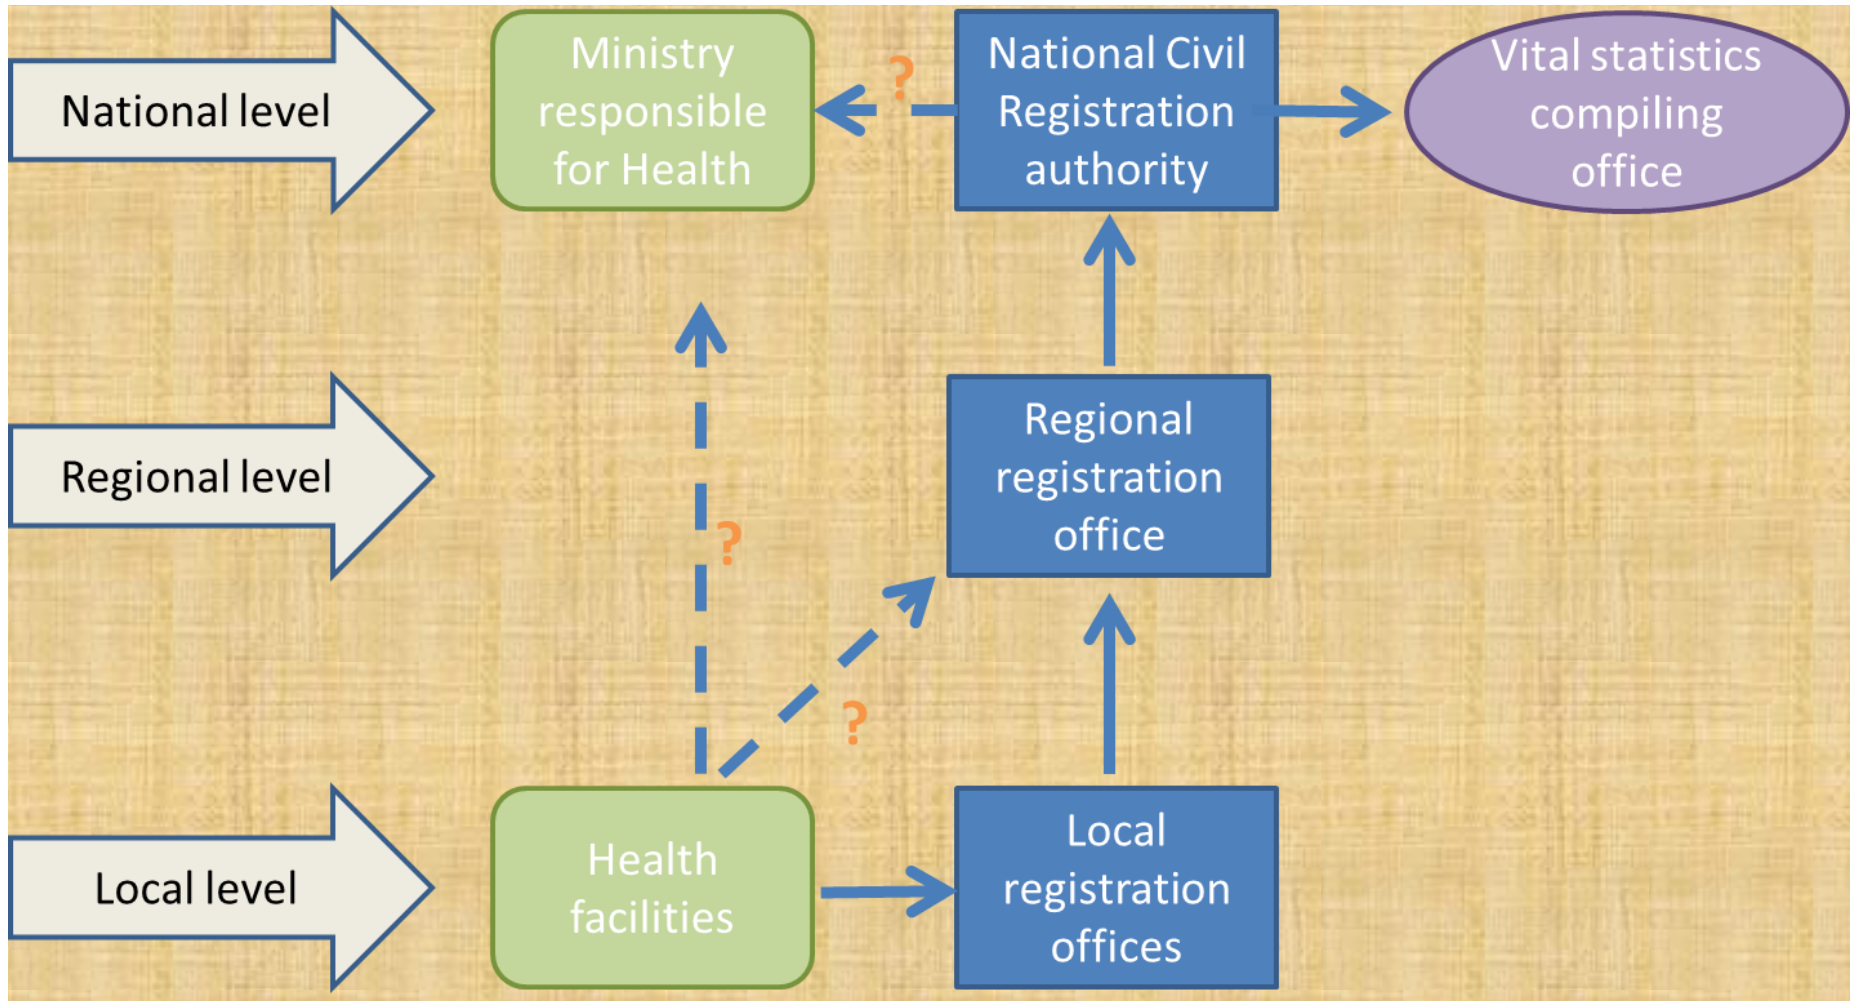 National level
Ministry
responsible
for Health
?
National Civil
Registration
authority
Vital statistics
compiling
office
Regional level
?
Regional
registration
office
?
Local level
Health
facilities
Local
registration
offices